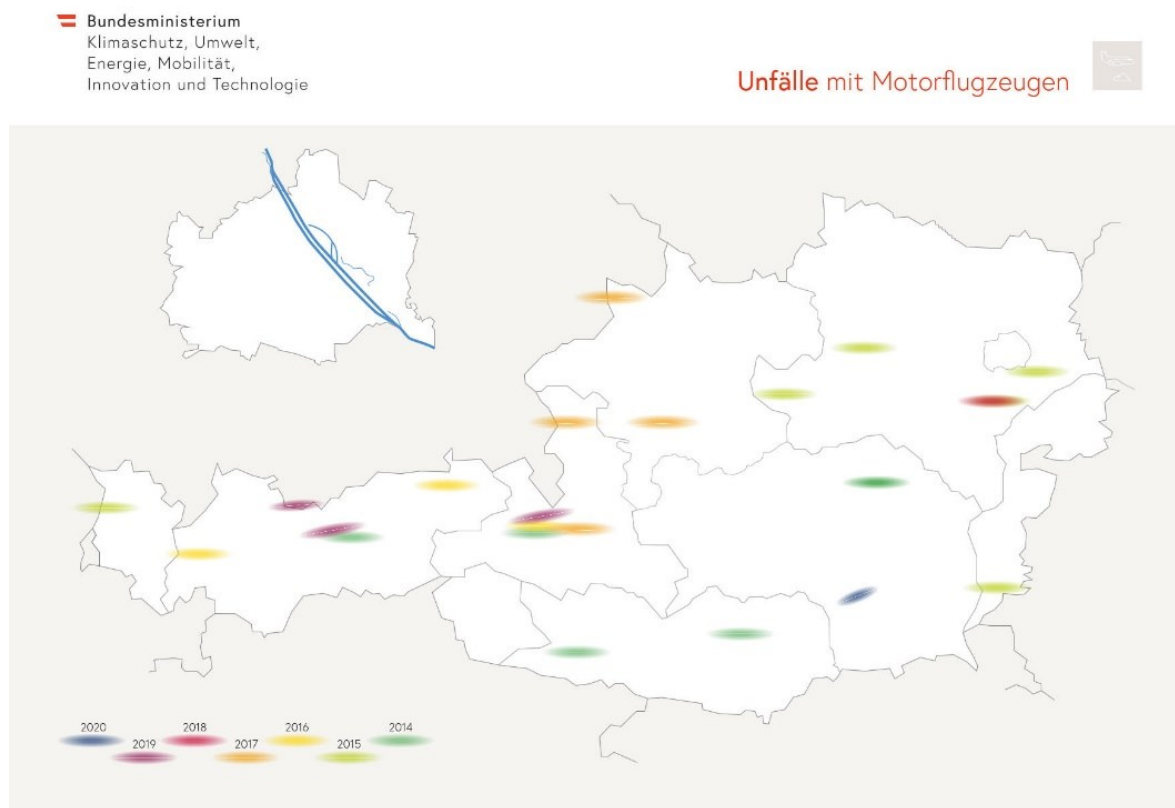 Bundesministerium
Klimaschutz, Umwelt,
Energie, Mobilität,
Innovation und Technologie
Unfälle mit Motorflugzeugen
2020
2019
2018
2017
2016
2015
2014